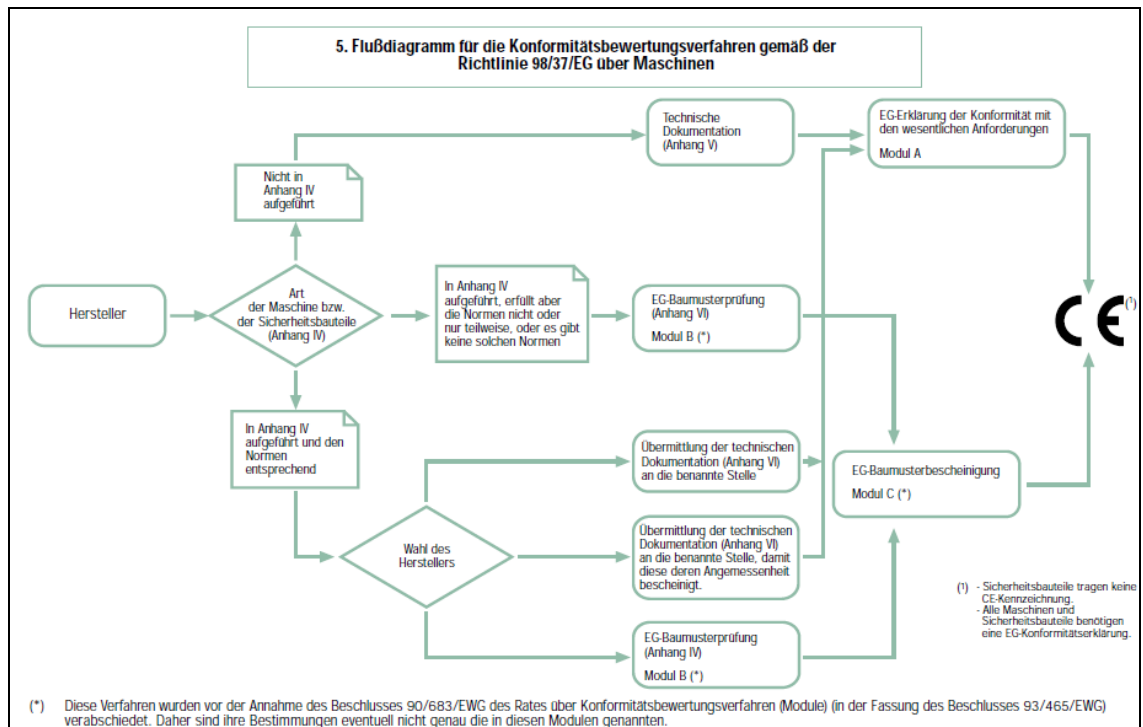 5. Flußdiagramm für die Konformitätsbewertungsverfahren gemäß der
Richtlinie 98/37/EG über Maschinen
Technische
Dokumentation
(Anhang V)
EG-Erklärung der Konformität mit
den wesentlichen Anforderungen
Modul A
Nicht in
Anhang IV
aufgeführt
Hersteller
Art
der Maschine bzw.
der Sicherheitsbauteile
(Anhang IV)
In Anhang IV
aufgeführt, erfüllt aber
die Normen nicht oder
nur teilweise, oder es gibt
keine solchen Normen
EG-Baumusterprüfung
(Anhang VI)
Modul B (*)
CE (1)
In Anhang IV
aufgeführt und den
Normen
entsprechend
Übermittlung der technischen
Dokumentation (Anhang VI)
an die benannte Stelle
EG-Baumusterbescheinigung
Modul C (*)
Wahl des
Herstellers
Übermittlung der technischen
Dokumentation (Anhang VI)
an die benannte Stelle, damit
diese deren Angemessenheit
bescheinigt.
EG-Baumusterprüfung
(Anhang IV)
Modul B (*)
(1) - Sicherheitsbauteile tragen keine
CE-Kennzeichnung.
- Alle Maschinen und
Sicherheitsbauteile benötigen
eine EG-Konformitätserklärung.
(*) Diese Verfahren wurden vor der Annahme des Beschlusses 90/683/EWG des Rates über Konformitätsbewertungsverfahren (Module) (in der Fassung des Beschlusses 93/465/EWG)
verabschiedet. Daher sind ihre Bestimmungen eventuell nicht genau die in diesen Modulen genannten.